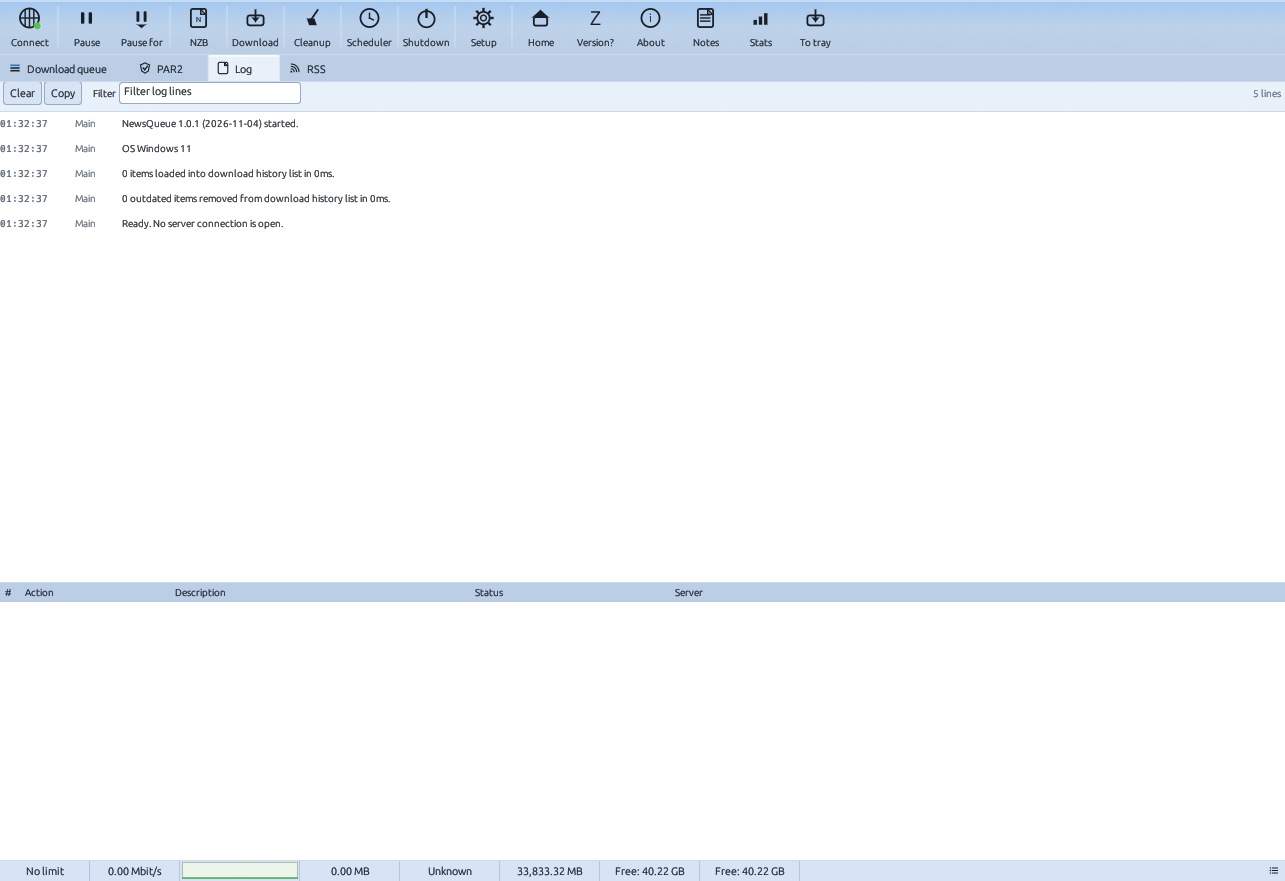 Connect Pause Pause for NZB Download Cleanup Scheduler Shutdown Setup Home Version? About Notes Stats To tray
Download queue PAR2 Log RSS
Clear Copy Filter Filter log lines 5 lines
01:32:37 Main NewsQueue 1.0.1 (2026-11-04) started.
01:32:37 Main OS Windows 11
01:32:37 Main 0 items loaded into download history list in 0ms.
01:32:37 Main 0 outdated items removed from download history list in 0ms.
01:32:37 Main Ready. No server connection is open.
# Action Description Status Server
No limit 0.00 Mbit/s 0.00 MB Unknown 33,833.32 MB Free: 40.22 GB Free: 40.22 GB